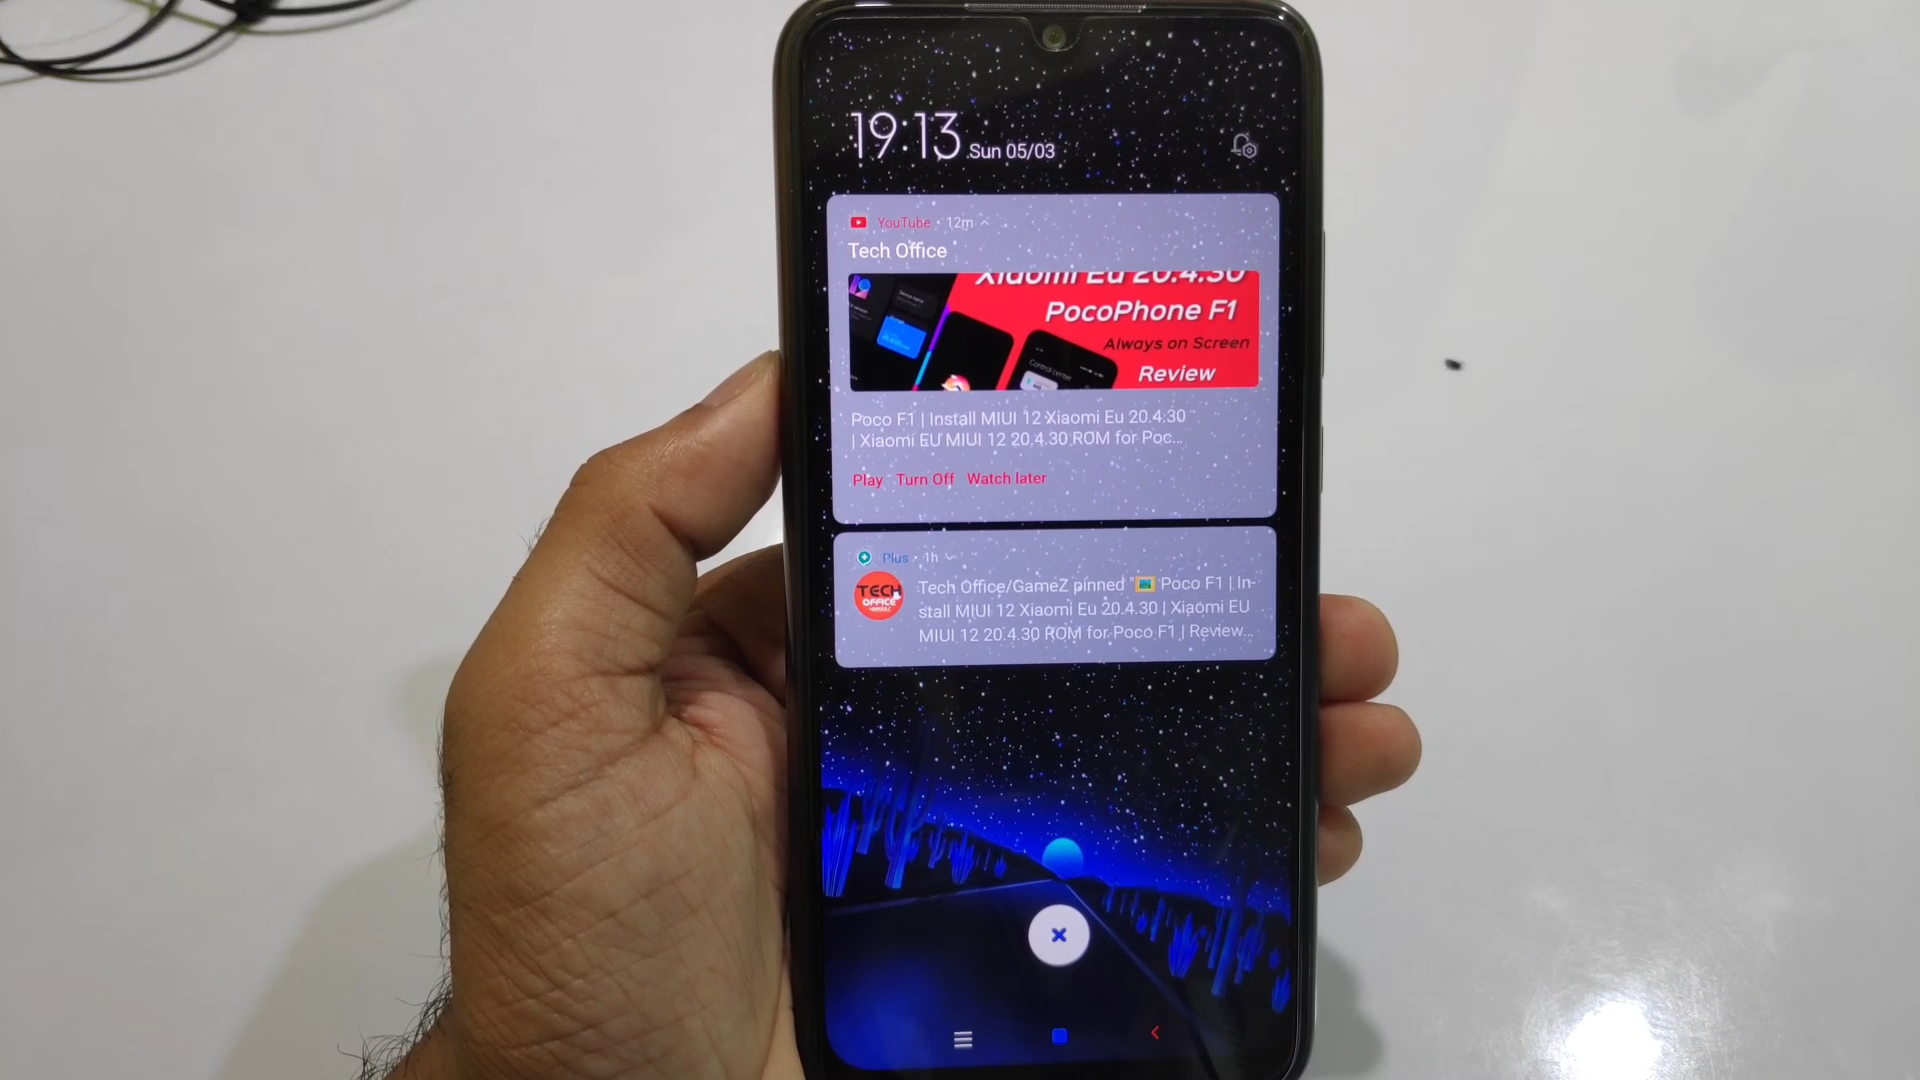 19:13 Sun 05/03
YouTube • 12m
Tech Office
Xiaomi Eu 20.4.30
PocoPhone F1
Always on Screen
Control center
Review
Poco F1 | Install MIUI 12 Xiaomi Eu 20.4.30
| Xiaomi EU MIUI 12 20.4.30 ROM for Poc...
Play Turn Off Watch later
Plus • 1h
TECH
OFFICE
Tech Office/GameZ pinned "🖼 Poco F1 | In-
stall MIUI 12 Xiaomi Eu 20.4.30 | Xiaomi EU
MIUI 12 20.4.30 ROM for Poco F1 | Review...